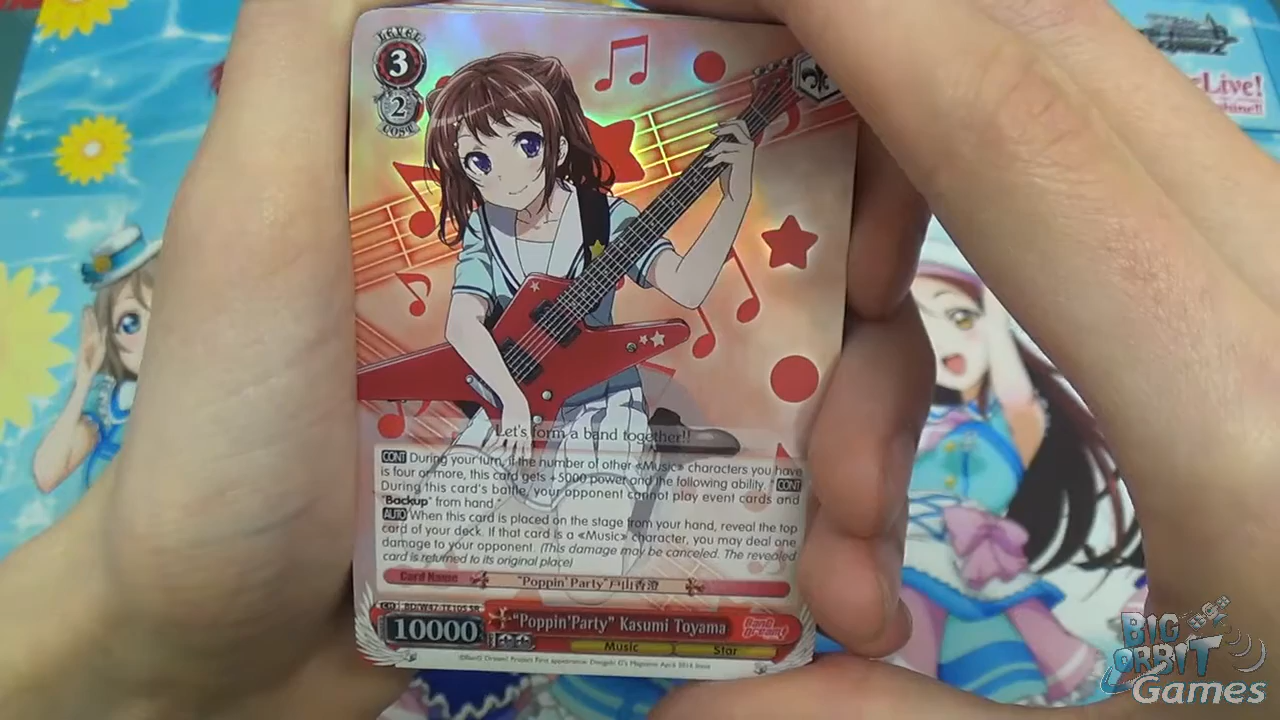 LEVEL
3
2
COST
Live!
Let's form a band together!!
CONT During your turn, if the number of other «Music» characters you have
is four or more, this card gets +5000 power and the following ability. "CONT
During this card's battle, your opponent cannot play event cards and
"Backup" from hand."
AUTO When this card is placed on the stage from your hand, reveal the top
card of your deck. If that card is a «Music» character, you may deal one
damage to your opponent. (This damage may be canceled. The revealed
card is returned to its original place)
Card Name "Poppin'Party"戸山香澄
10000
"Poppin'Party" Kasumi Toyama
BanG Dream!
Music Star
BIG ORBIT
Games